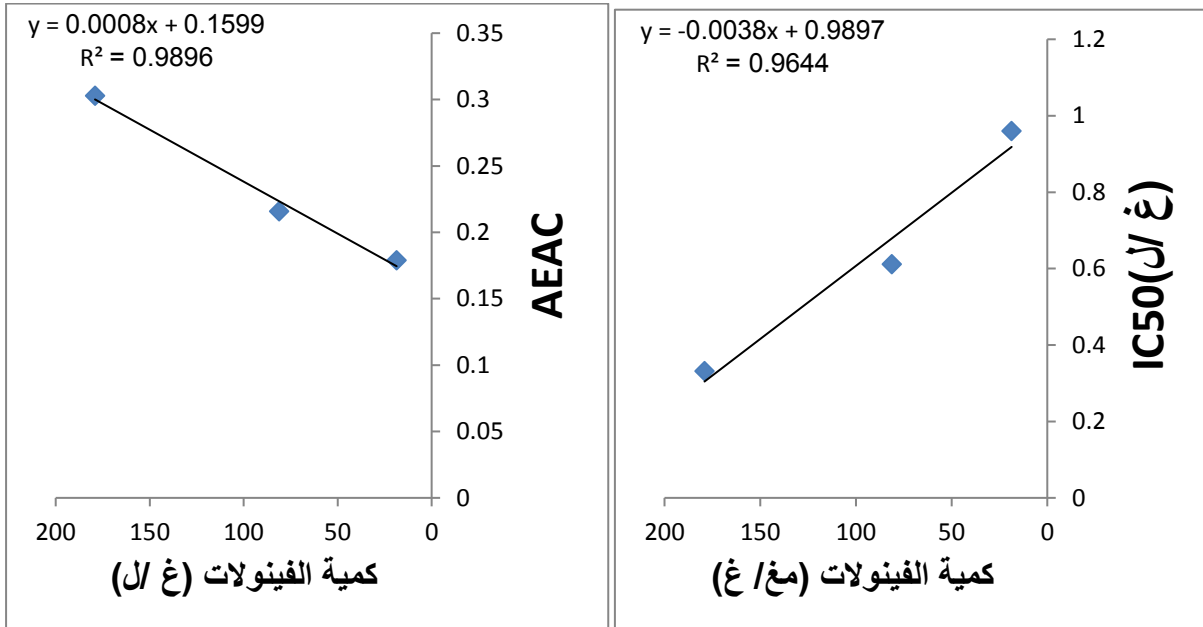 y = 0.0008x + 0.1599
R² = 0.9896
0.35
0.3
0.25
0.2
0.15
0.1
0.05
0
AEAC
200 150 100 50 0
كمية الفينولات (غ /ل)
y = -0.0038x + 0.9897
R² = 0.9644
1.2
1
0.8
0.6
0.4
0.2
0
IC50(غ /ل)
200 150 100 50 0
كمية الفينولات (مغ/ غ)